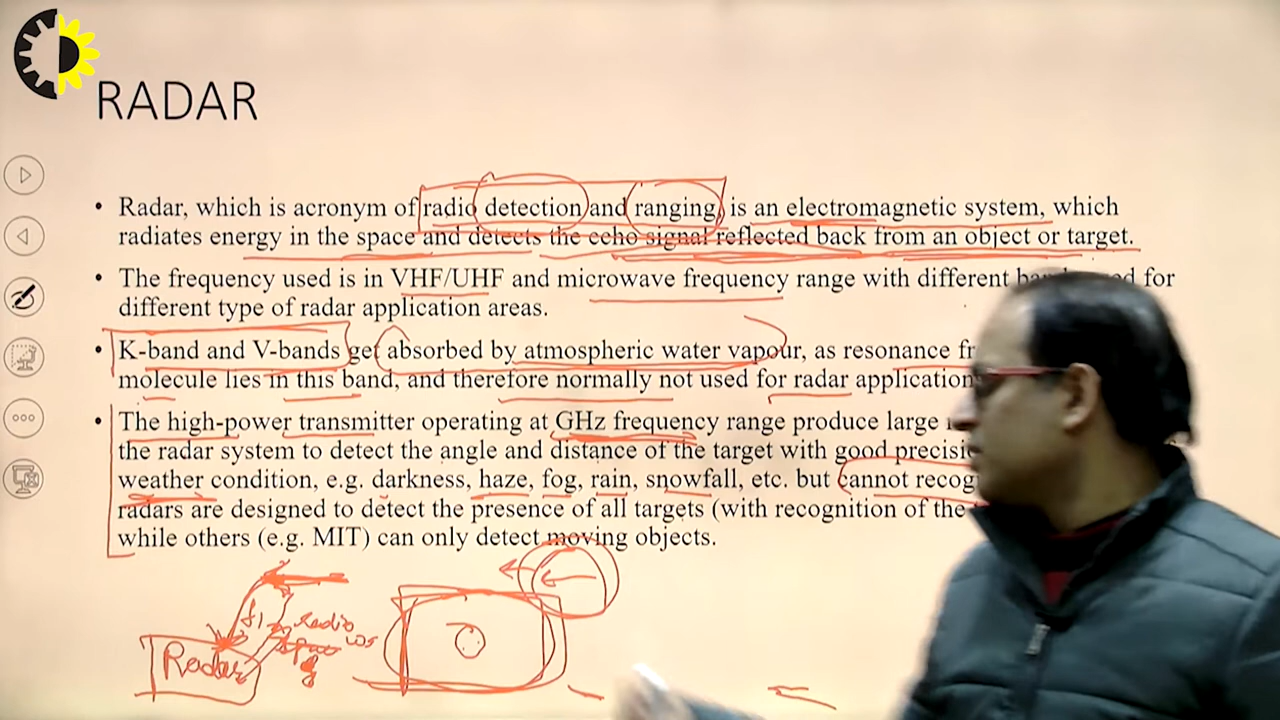 RADAR
• Radar, which is acronym of radio detection and ranging, is an electromagnetic system, which
radiates energy in the space and detects the echo signal reflected back from an object or target.
• The frequency used is in VHF/UHF and microwave frequency range with different for
different type of radar application areas.
• K-band and V-bands get absorbed by atmospheric water vapour, as resonance
molecule lies in this band, and therefore normally not used for radar application
• The high-power transmitter operating at GHz frequency range produce large
the radar system to detect the angle and distance of the target with good
weather condition, e.g. darkness, haze, fog, rain, snowfall, etc. but cannot
radars are designed to detect the presence of all targets (with recognition of the
while others (e.g. MIT) can only detect moving objects.
Radio
Radar